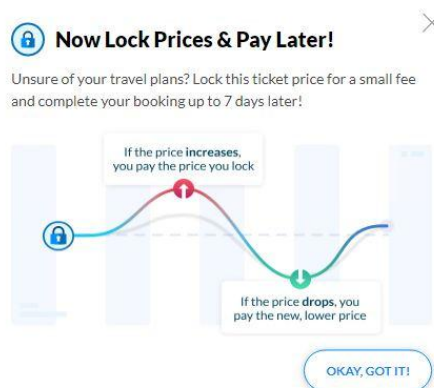 Now Lock Prices & Pay Later!
Unsure of your travel plans? Lock this ticket price for a small fee
and complete your booking up to 7 days later!
If the price increases,
you pay the price you lock
If the price drops, you
pay the new, lower price
OKAY, GOT IT!